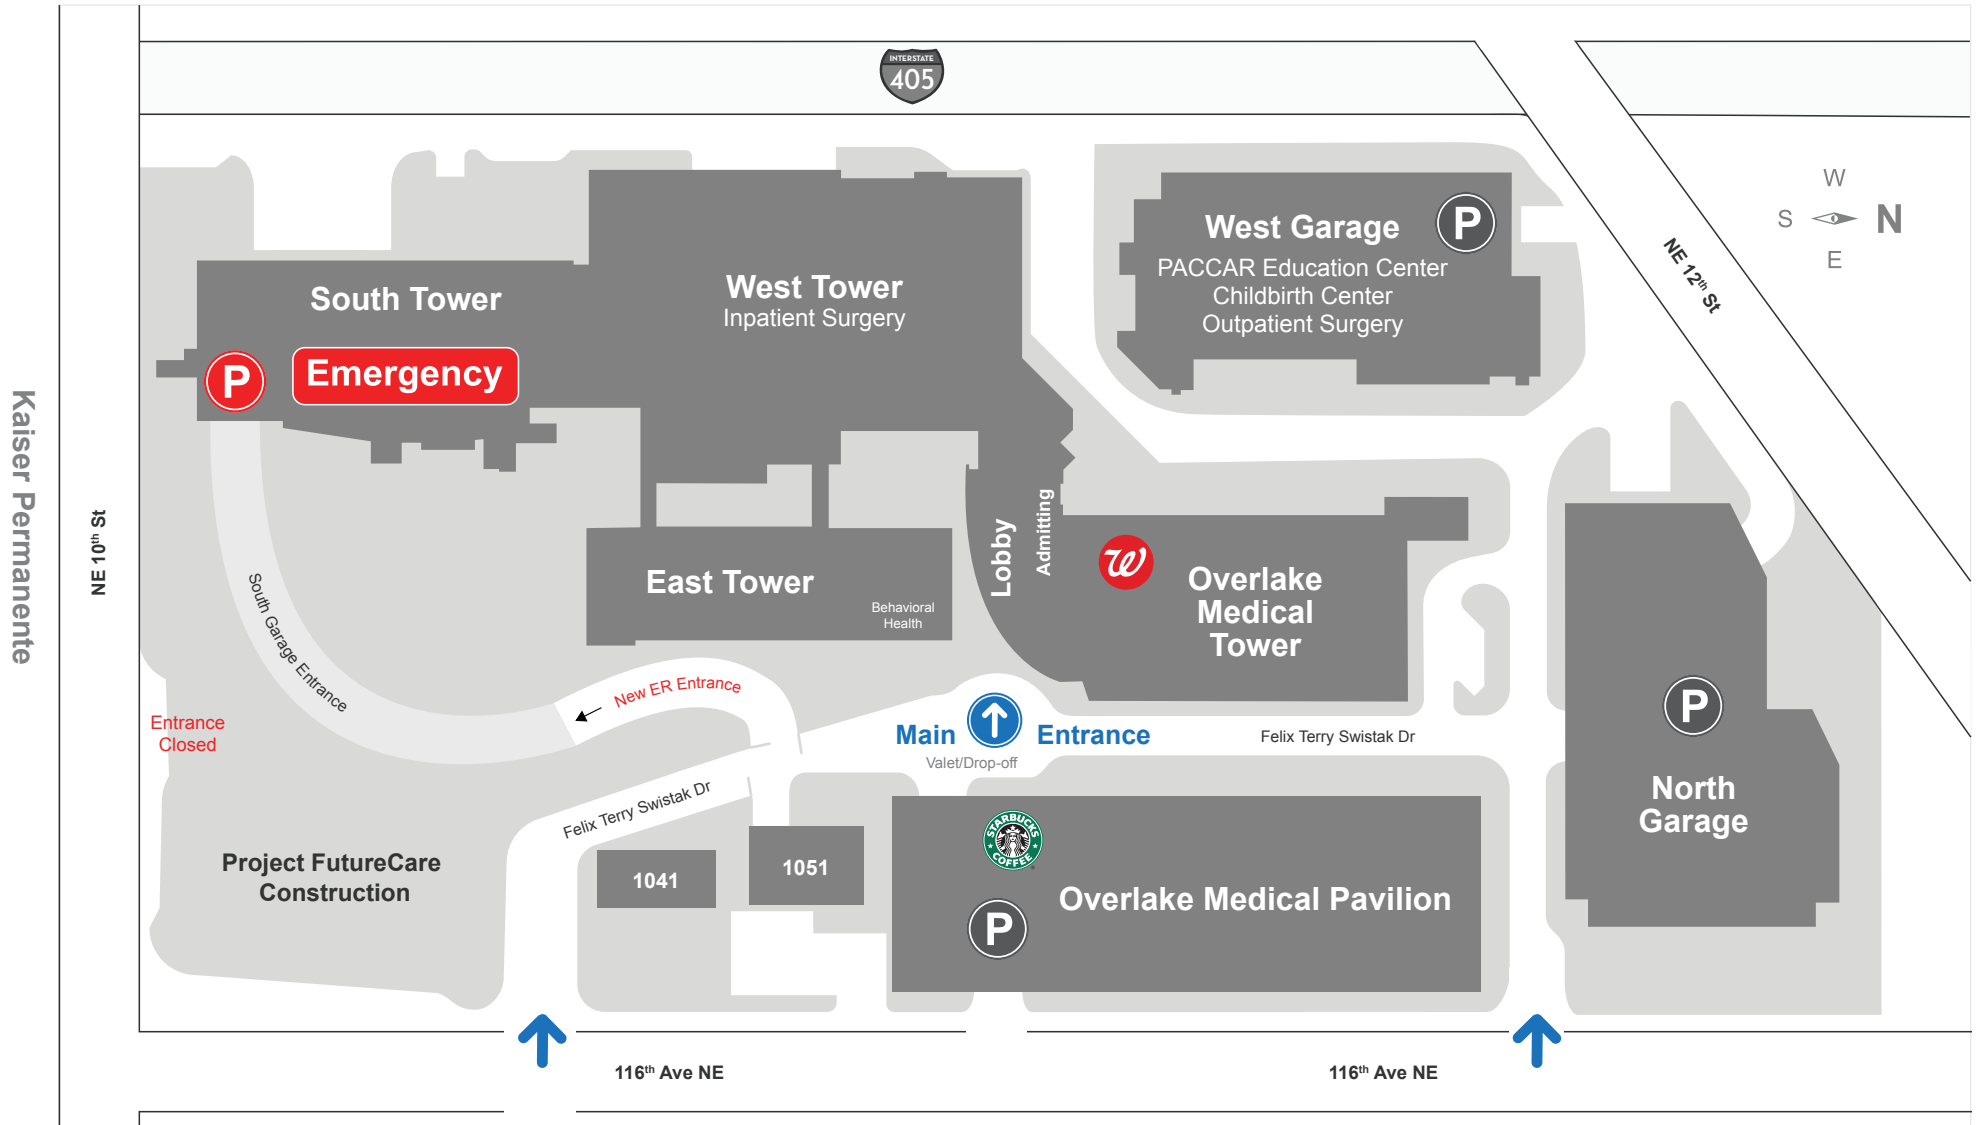 INTERSTATE
405
W
S
N
E
NE 12th St
West Garage
P
PACCAR Education Center
Childbirth Center
Outpatient Surgery
South Tower
P
Emergency
West Tower
Inpatient Surgery
Kaiser Permanente
NE 10th St
Lobby
Admitting
W
Overlake
Medical
Tower
East Tower
Behavioral
Health
South Garage Entrance
New ER Entrance
Entrance
Closed
Main
Entrance
Valet/Drop-off
Felix Terry Swistak Dr
P
North
Garage
Felix Terry Swistak Dr
Project FutureCare
Construction
1041
1051
STARBUCKS
COFFEE
P
Overlake Medical Pavilion
116th Ave NE
116th Ave NE